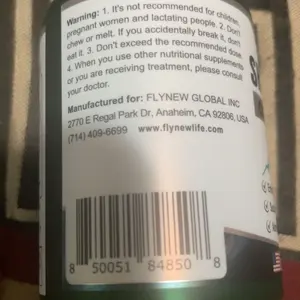 Warning: 1. It's not recommended for children,
pregnant women and lactating people. 2. Don't
chew or melt. If you accidentally break it, don't
eat it. 3. Don't exceed the recommended doses
4. When you use other nutritional supplements
or you are receiving treatment, please consult
your doctor.
Manufactured for: FLYNEW GLOBAL INC
2770 E Regal Park Dr, Anaheim, CA 92806, USA
(714) 409-6699 www.flynewlife.com
8 50051 84850 8